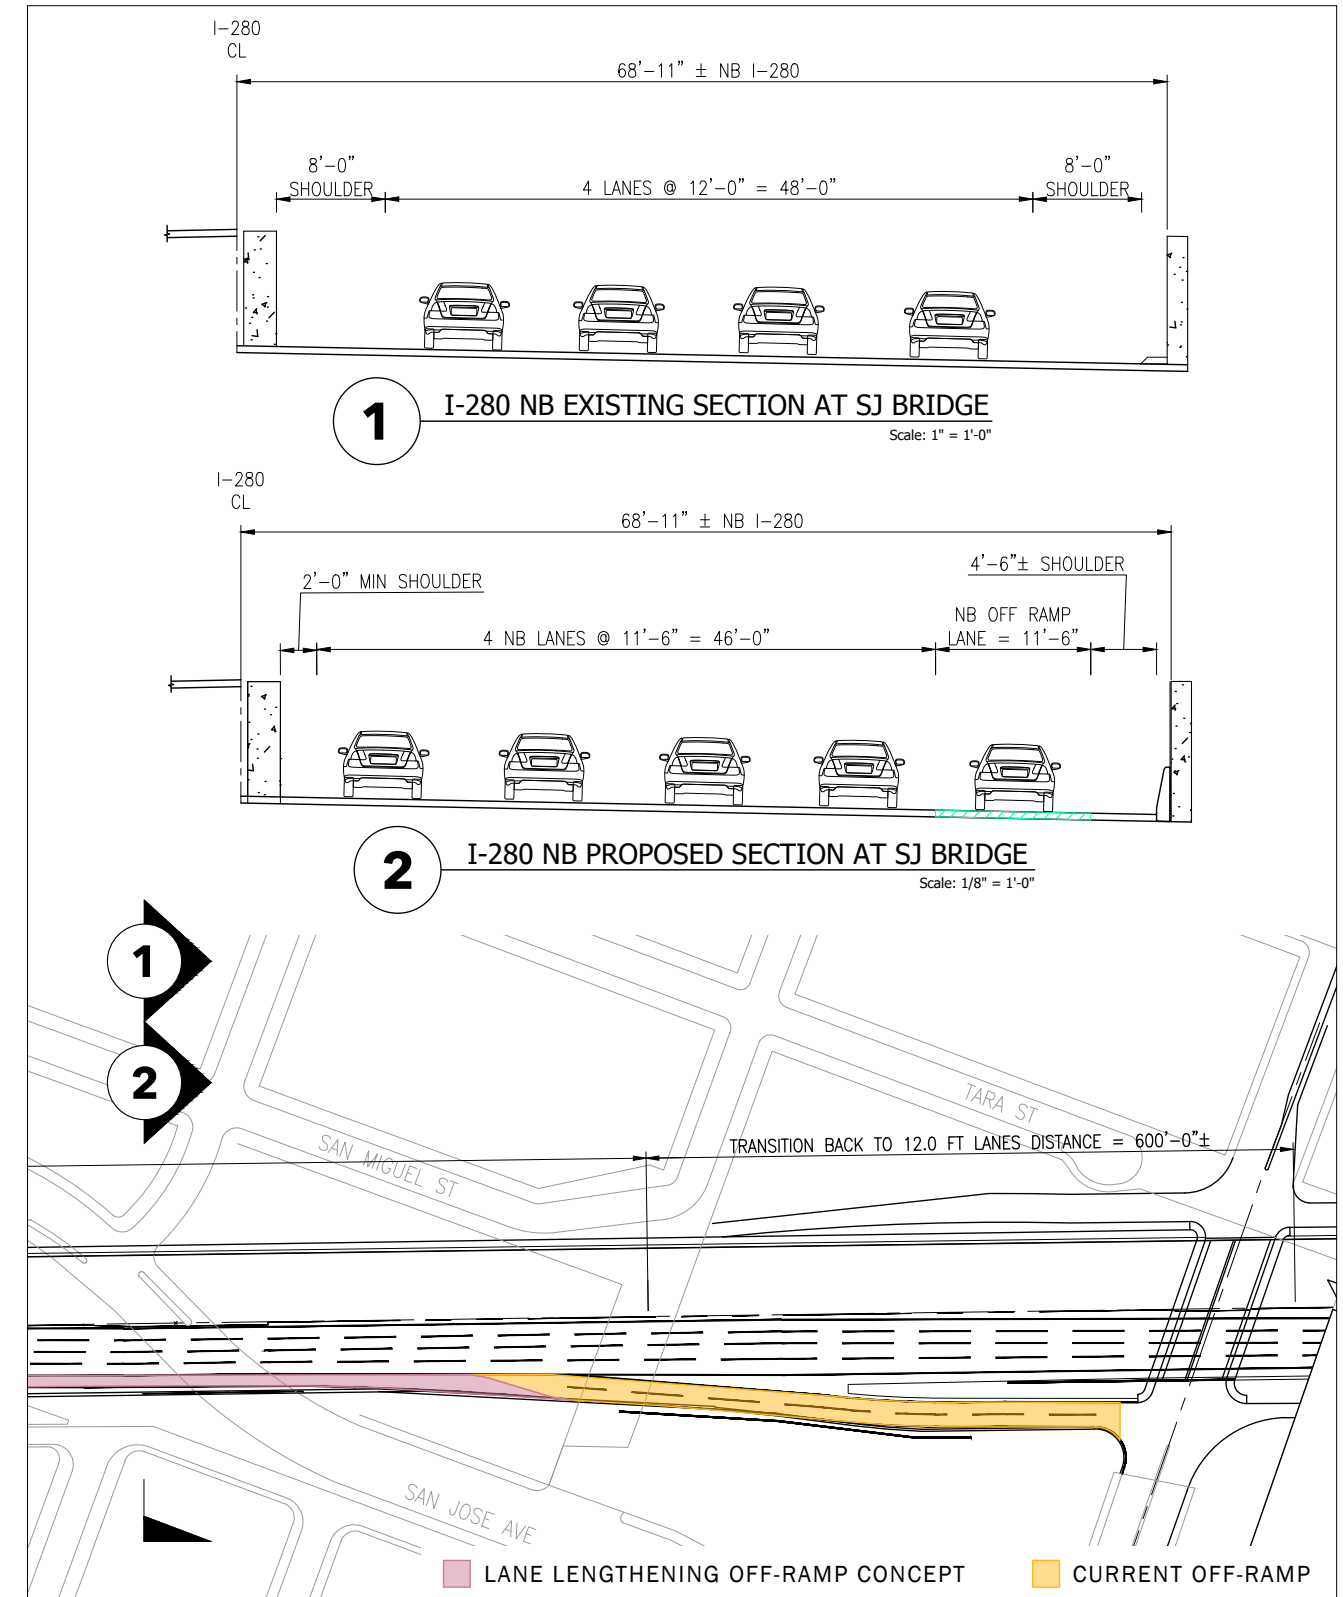 I-280
CL
68'-11" ± NB I-280
8'-0"
SHOULDER
4 LANES @ 12'-0" = 48'-0"
8'-0"
SHOULDER
1
I-280 NB EXISTING SECTION AT SJ BRIDGE
Scale: 1" = 1'-0"
I-280
CL
68'-11" ± NB I-280
2'-0" MIN SHOULDER
4'-6"± SHOULDER
4 NB LANES @ 11'-6" = 46'-0"
NB OFF RAMP
LANE = 11'-6"
2
I-280 NB PROPOSED SECTION AT SJ BRIDGE
Scale: 1/8" = 1'-0"
1
2
TARA ST
TRANSITION BACK TO 12.0 FT LANES DISTANCE = 600'-0"±
SAN MIGUEL ST
SAN JOSE AVE
LANE LENGTHENING OFF-RAMP CONCEPT
CURRENT OFF-RAMP